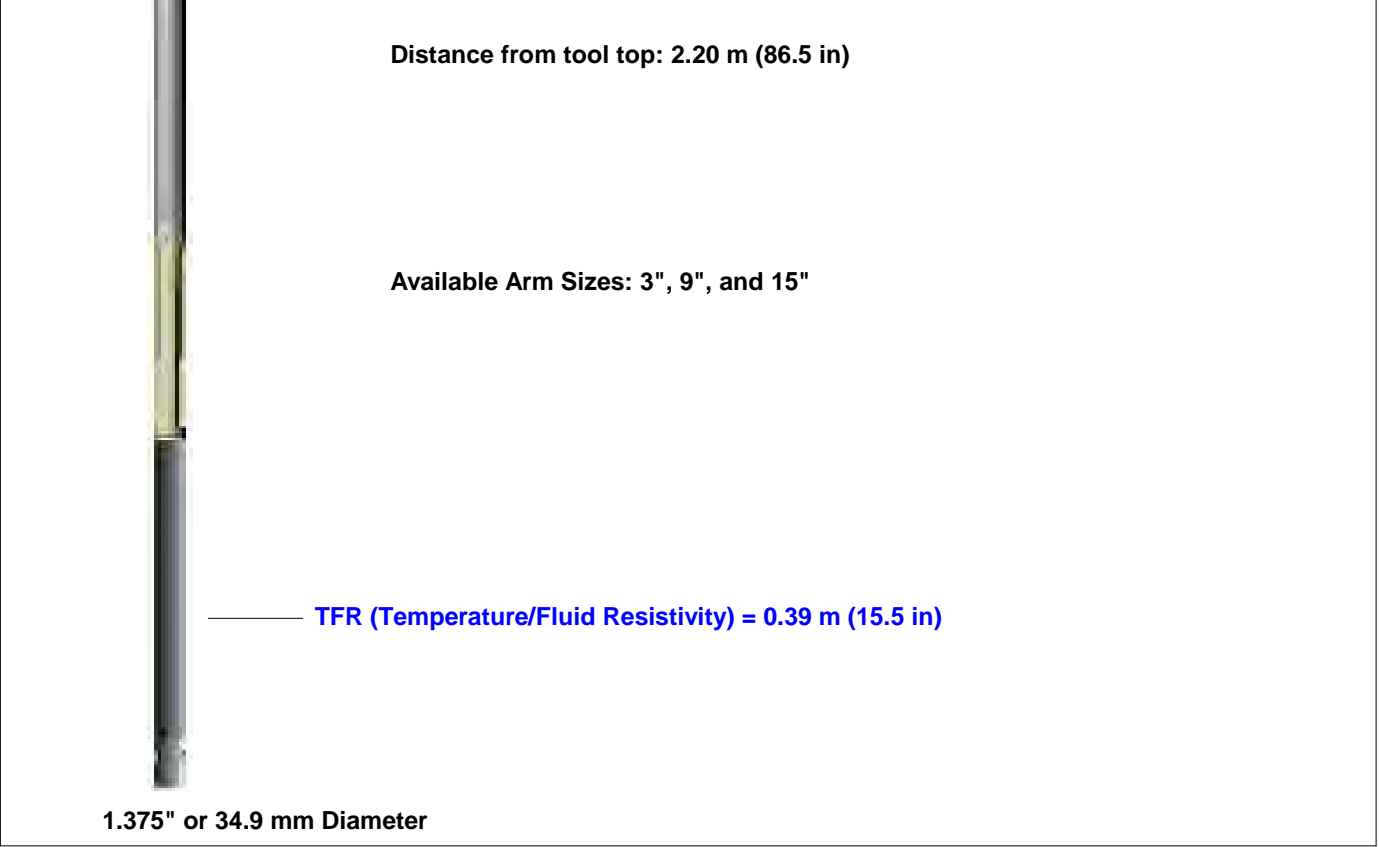 Distance from tool top: 2.20 m (86.5 in)
Available Arm Sizes: 3", 9", and 15"
TFR (Temperature/Fluid Resistivity) = 0.39 m (15.5 in)
1.375" or 34.9 mm Diameter